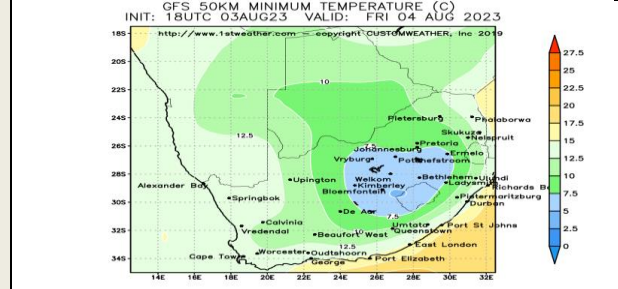 GFS 50KM MINIMUM TEMPERATURE (C)
INIT: 18UTC 03AUG23 VALID: FRI 04 AUG 2023
http://www.1stweather.com – copyright CUSTOMWEATHER, Inc 2019
18S
20S
22S
24S
26S
28S
30S
32S
34S
14E 16E 18E 20E 22E 24E 26E 28E 30E 32E
10
12.5
7.5
7.5
10
12.5
Pietersburg
Phalaborwa
Skukuza
Nelspruit
Pretoria
Johannesburg
Ermelo
Vryburg
Potchefstroom
Upington
Welkom
Bethlehem
Ulundi
Kimberley
Ladysmith
Alexander Bay
Bloemfontein
Richards B
Springbok
Pietermaritzburg
Durban
De Aar
Calvinia
Umtata
Port St Johns
Vredendal
Beaufort West
Queenstown
East London
Worcester
Oudtshoorn
Cape Town
George
Port Elizabeth
27.5
25
22.5
20
17.5
15
12.5
10
7.5
5
2.5
0